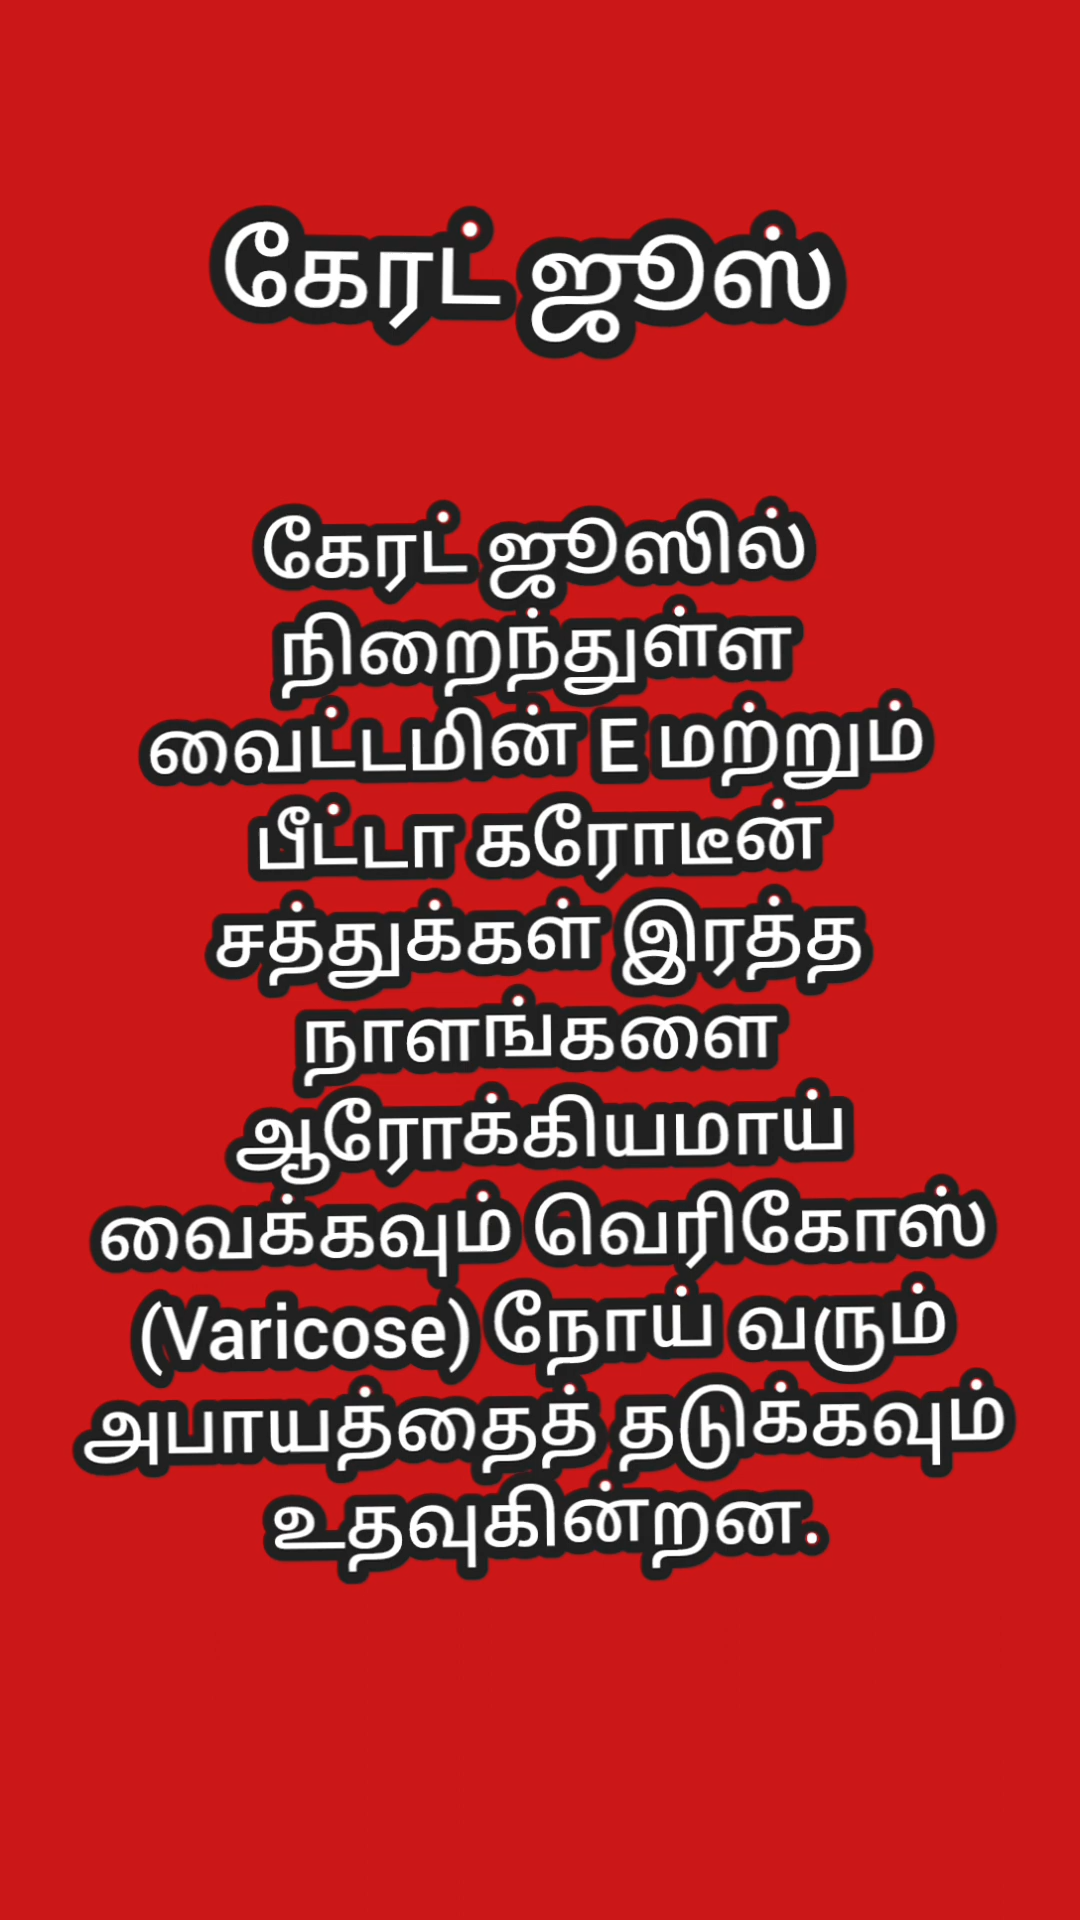 கேரட் ஜூஸ்
கேரட் ஜூஸில்
நிறைந்துள்ள
வைட்டமின் E மற்றும்
பீட்டா கரோடீன்
சத்துக்கள் இரத்த
நாளங்களை
ஆரோக்கியமாய்
வைக்கவும் வெரிகோஸ்
(Varicose) நோய் வரும்
அபாயத்தைத் தடுக்கவும்
உதவுகின்றன.